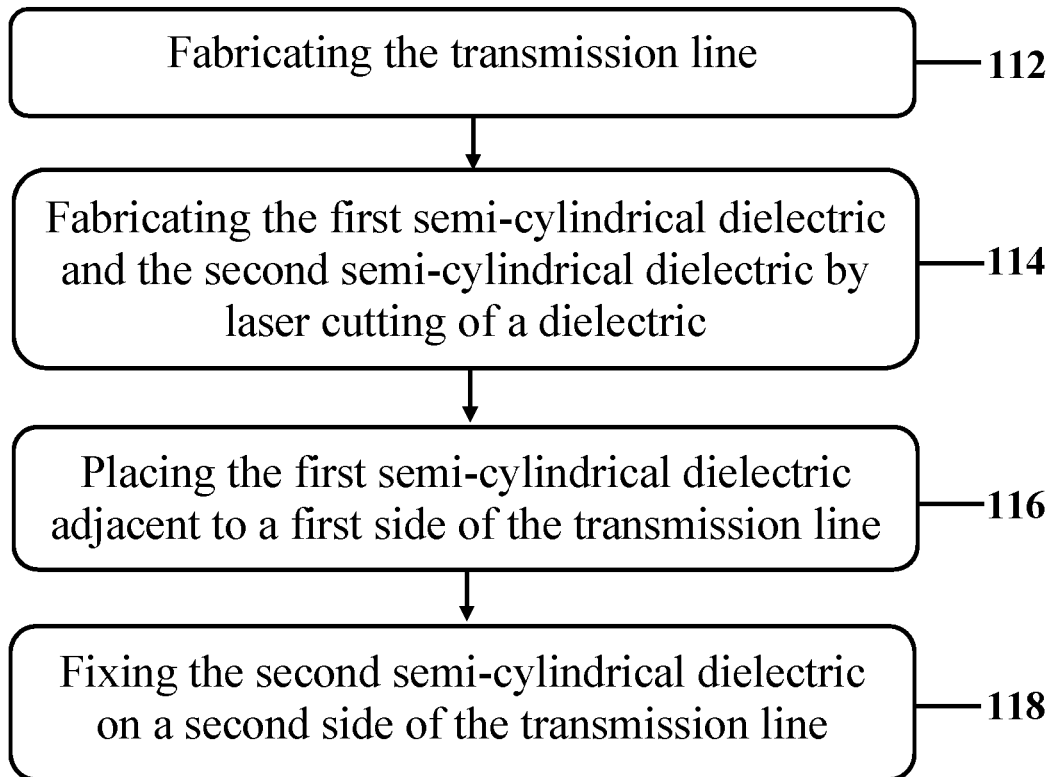 Fabricating the transmission line
112
Fabricating the first semi-cylindrical dielectric
and the second semi-cylindrical dielectric by
laser cutting of a dielectric
114
Placing the first semi-cylindrical dielectric
adjacent to a first side of the transmission line
116
Fixing the second semi-cylindrical dielectric
on a second side of the transmission line
118